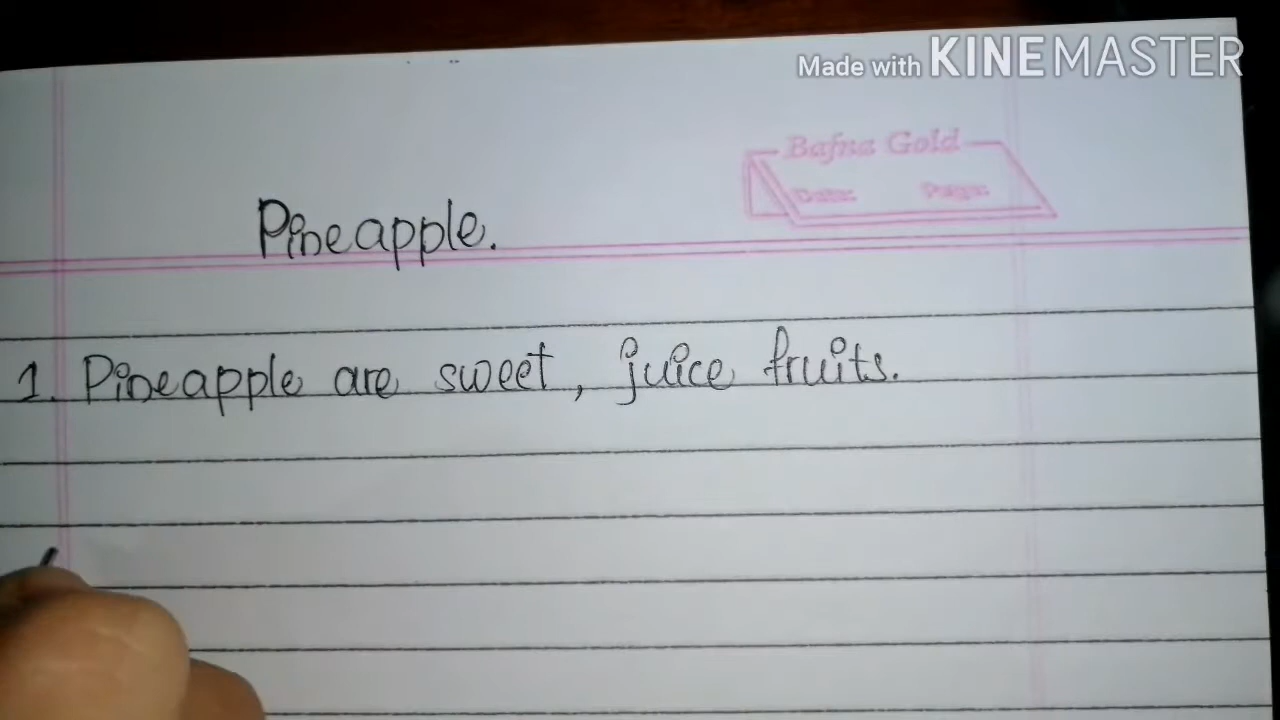 Made with KINEMASTER
Bafna Gold
Date: Page:
Pineapple.
1. Pineapple are sweet, juice fruits.